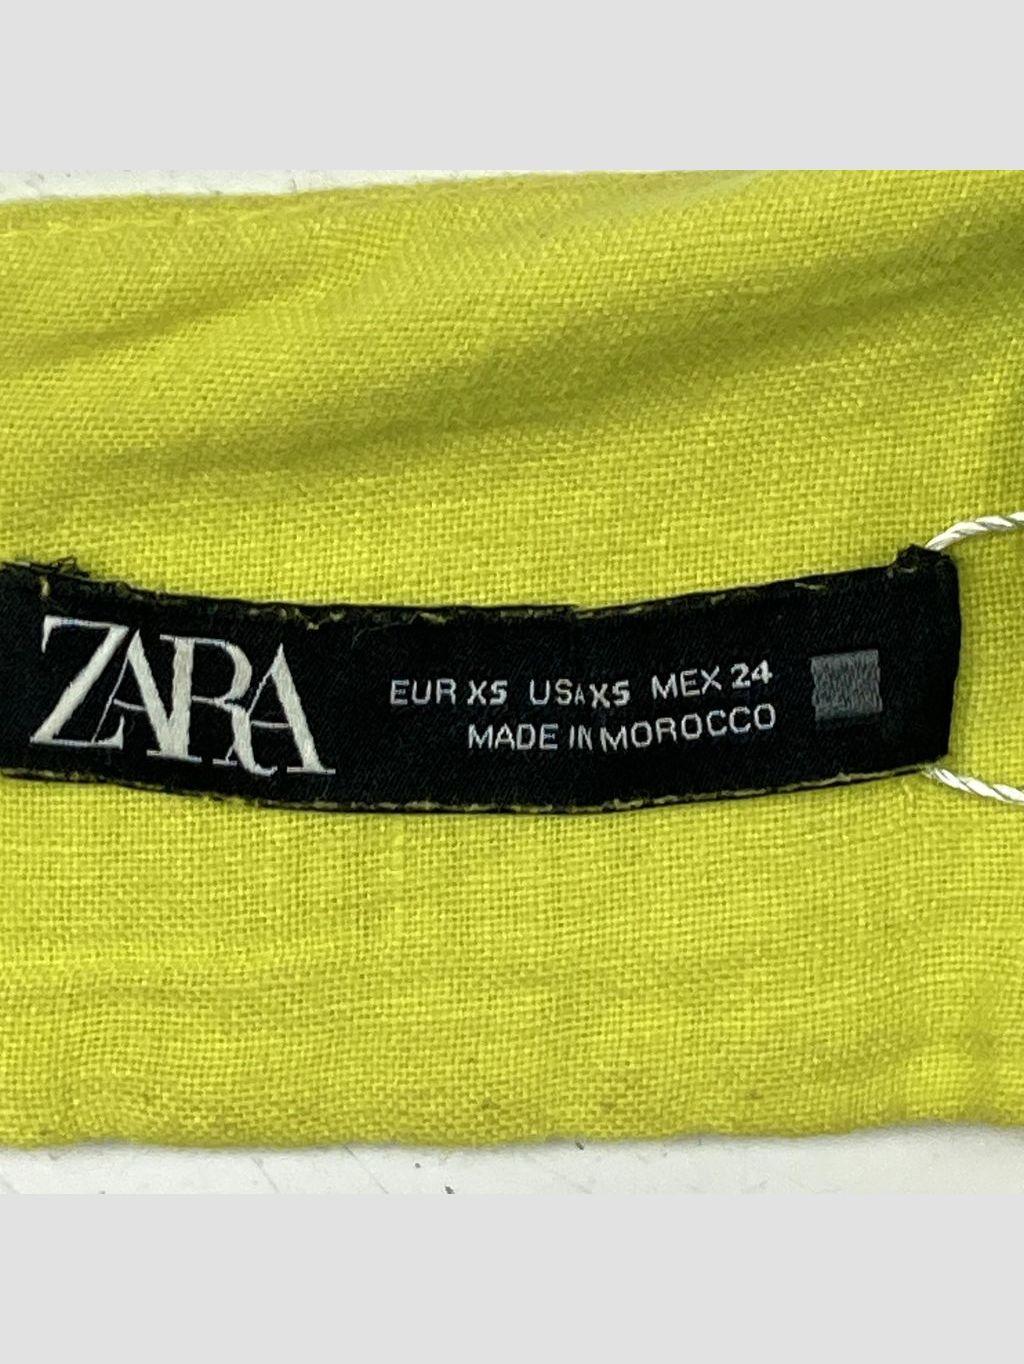 ZARA
EUR XS USA XS MEX 24
MADE IN MOROCCO